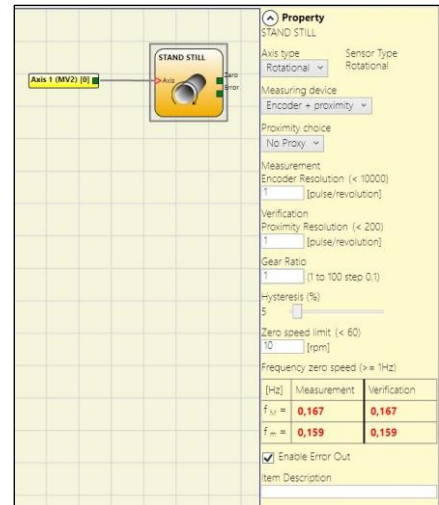 Axis 1 (MV2) [0]
STAND STILL
Axis
Zero
Error
Property
STAND STILL
Axis type
Sensor Type
Rotational
Rotational
Measuring device
Encoder + proximity
Proximity choice
No Proxy
Measurement
Encoder Resolution (< 10000)
1 [pulse/revolution]
Verification
Proximity Resolution (< 200)
1 [pulse/revolution]
Gear Ratio
1 (1 to 100 step 0.1)
Hysteresis (%)
5
Zero speed limit (< 60)
10 [rpm]
Frequency zero speed (>= 1Hz)
[Hz] Measurement Verification
f M = 0,167 0,167
f m = 0,159 0,159
Enable Error Out
Item Description